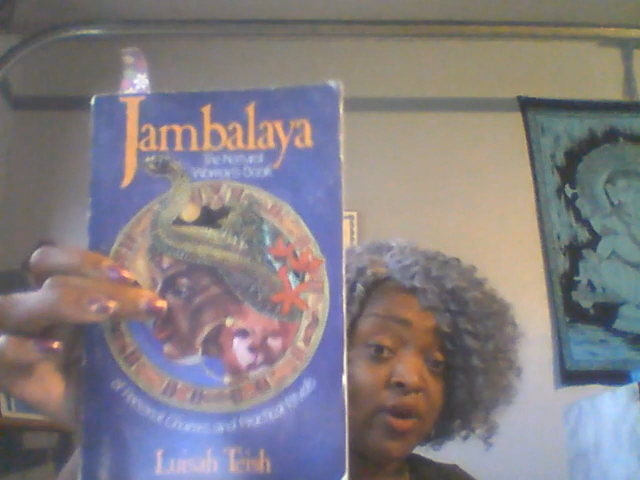 Jambalaya
The Natural
Woman's Book
of Personal Charms and Practical Rituals
Luisah Teish